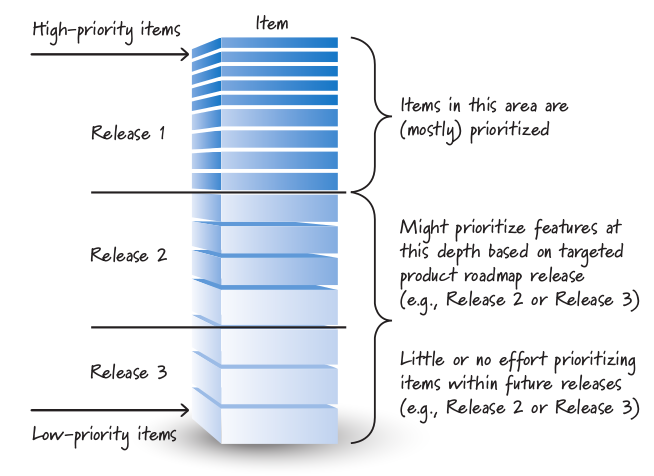 High-priority items
Item
Release 1
Items in this area are
(mostly) prioritized
Release 2
Might prioritize features at
this depth based on targeted
product roadmap release
(e.g., Release 2 or Release 3)
Release 3
Little or no effort prioritizing
items within future releases
(e.g., Release 2 or Release 3)
Low-priority items